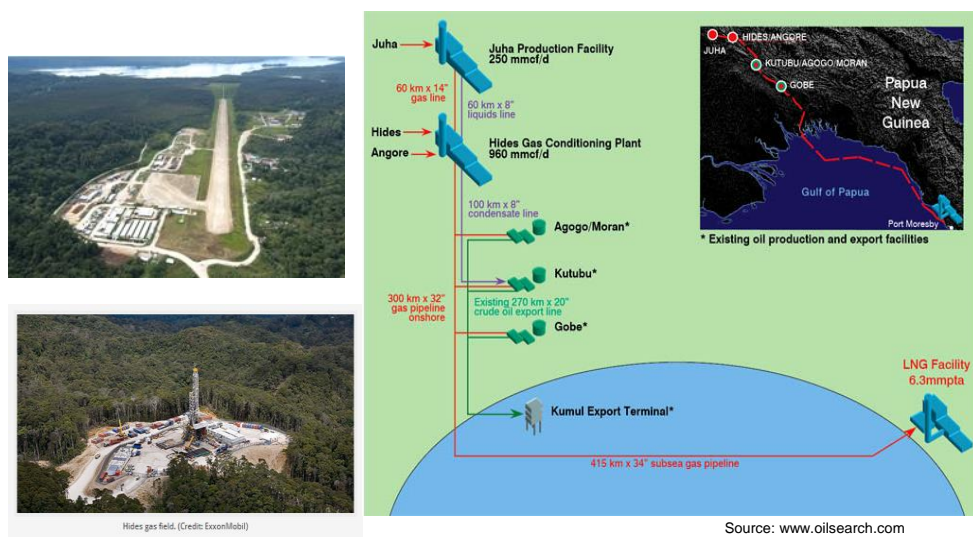 Juha
Juha Production Facility
250 mmcf/d
60 km x 14"
gas line
60 km x 8"
liquids line
Hides
Angore
Hides Gas Conditioning Plant
960 mmcf/d
100 km x 8"
condensate line
Agogo/Moran*
Kutubu*
300 km x 32"
gas pipeline
onshore
Existing 270 km x 20"
crude oil export line
Gobe*
Kumul Export Terminal*
415 km x 34" subsea gas pipeline
LNG Facility
6.3mmpta
JUHA
HIDES/ANGORE
KUTUBU/AGOGO/MORAN
GOBE
Papua
New
Guinea
Gulf of Papua
Port Moresby
* Existing oil production and export facilities
Hides gas field. (Credit: ExxonMobil)
Source: www.oilsearch.com